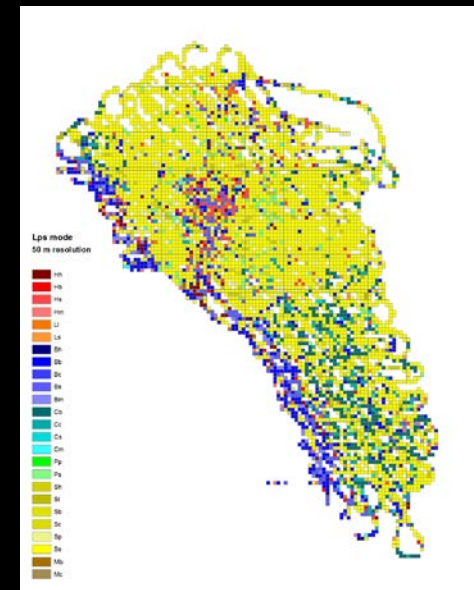 Lps mode
50 m resolution
Hh
Hb
Hs
Hm
Ll
Ls
Bh
Bb
Bc
Bs
Bm
Cb
Cc
Cs
Cm
Pp
Ps
Sh
Sl
Sb
Sc
Sp
Ss
Mb
Mc